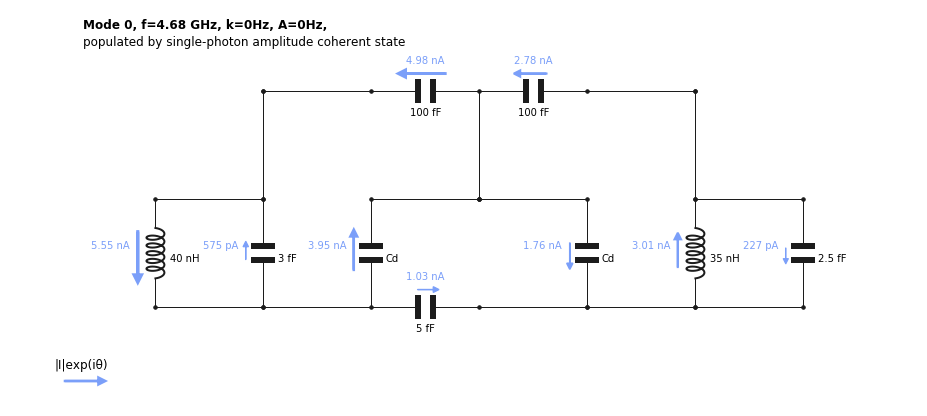 Mode 0, f=4.68 GHz, k=0Hz, A=0Hz,
populated by single-photon amplitude coherent state
4.98 nA 2.78 nA
100 fF 100 fF
5.55 nA 575 pA 3.95 nA 1.76 nA 3.01 nA 227 pA
40 nH 3 fF Cd Cd 35 nH 2.5 fF
1.03 nA
5 fF
|I|exp(iθ)